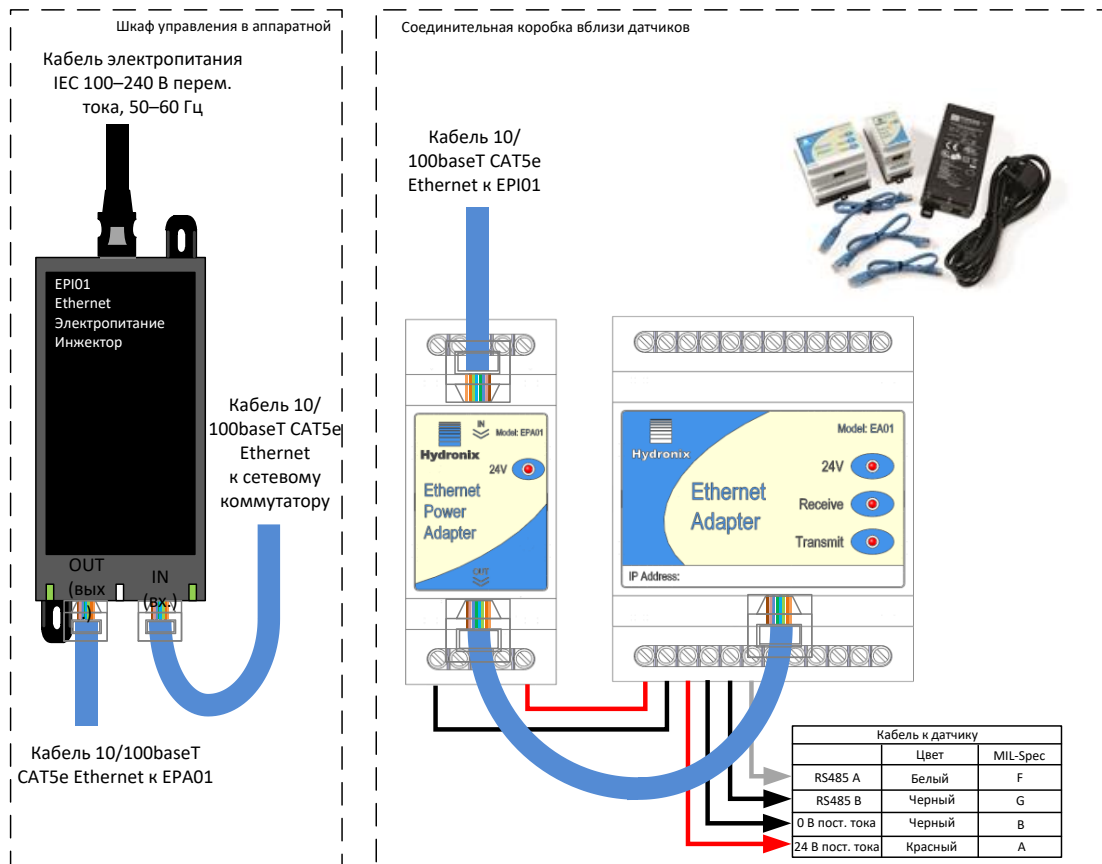 Шкаф управления в аппаратной
Кабель электропитания
IEC 100–240 В перем.
тока, 50–60 Гц
EPI01
Ethernet
Электропитание
Инжектор
Кабель 10/
100baseT CAT5e
Ethernet
к сетевому
коммутатору
OUT
(вых
.)
IN
(вх.)
Кабель 10/100baseT
CAT5e Ethernet к EPA01
Соединительная коробка вблизи датчиков
Кабель 10/
100baseT CAT5e
Ethernet к EPI01
IN
Model: EPA01
Hydronix
24V
Ethernet
Power
Adapter
OUT
Model: EA01
Hydronix
24V
Ethernet
Adapter
Receive
Transmit
IP Address:
Кабель к датчику
Цвет MIL-Spec
RS485 A Белый F
RS485 B Черный G
0 В пост. тока Черный B
24 В пост. тока Красный A